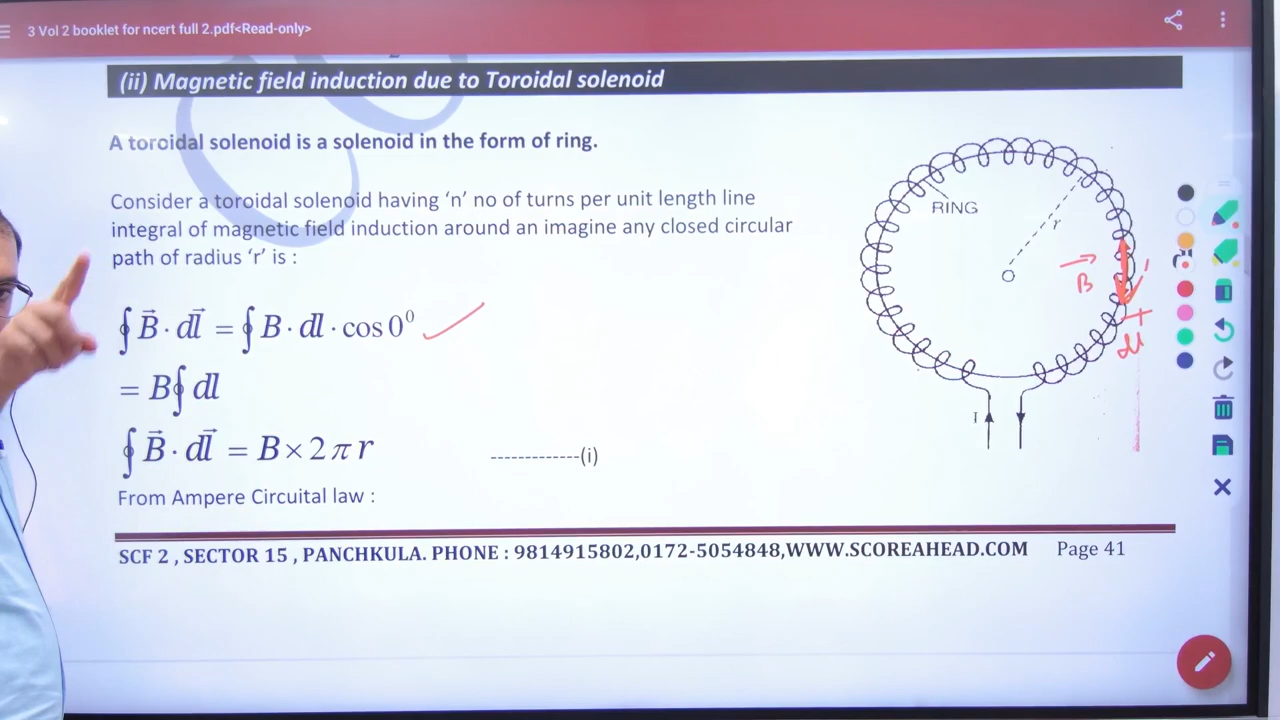 3 Vol 2 booklet for ncert full 2.pdf<Read-only>
(ii) Magnetic field induction due to Toroidal solenoid
A toroidal solenoid is a solenoid in the form of ring.
Consider a toroidal solenoid having ‘n’ no of turns per unit length line
integral of magnetic field induction around an imagine any closed circular
path of radius ‘r’ is :
∮ B⃗ · dl⃗ = ∮ B · dl · cos 0⁰
= B∮ dl
∮ B⃗ · dl⃗ = B × 2πr -------------(i)
From Ampere Circuital law :
RING
r
O
B⃗
dl
I
SCF 2 , SECTOR 15 , PANCHKULA. PHONE : 9814915802,0172-5054848,WWW.SCOREAHEAD.COM Page 41